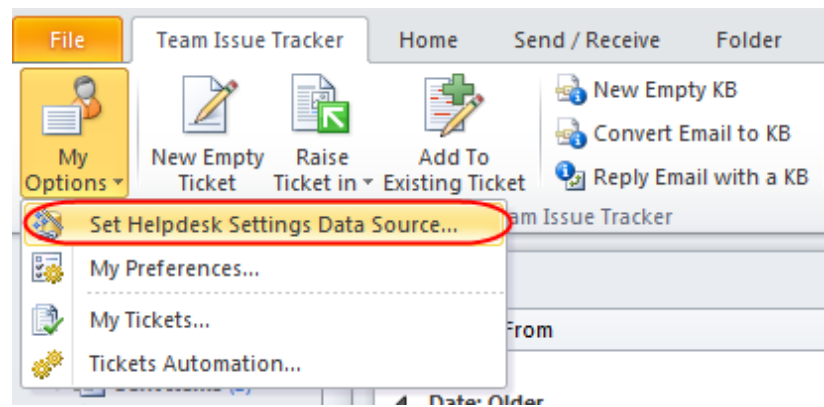 File Team Issue Tracker Home Send / Receive Folder
My Options
New Empty Ticket
Raise Ticket in
Add To Existing Ticket
New Empty KB
Convert Email to KB
Reply Email with a KB
am Issue Tracker
Set Helpdesk Settings Data Source...
My Preferences...
My Tickets...
Tickets Automation...
From
Date: Older